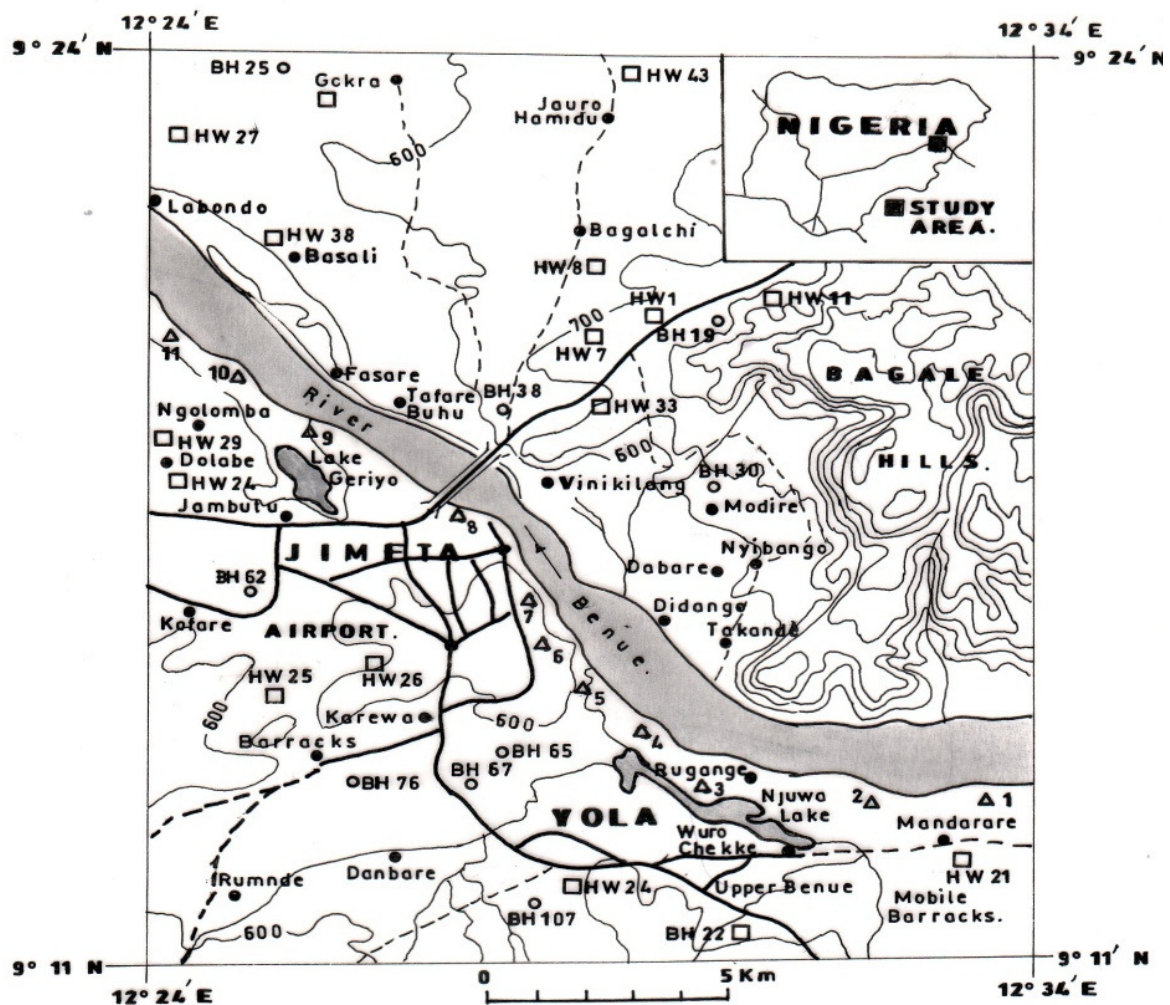 12° 24′ E
12° 34′ E
9° 24′ N
9° 24′ N
BH 25
Gckra
HW 43
Jauro
Hamidu
NIGERIA
HW 27
600
STUDY
AREA.
Labondo
HW 38
Basali
Bagalchi
HW 8
HW1
HW 11
700
BH 19
HW 7
11
10
Fasare
BAGALE
River
Tafare
Buhu
BH 38
HW 33
Ngolomba
9
HW 29
Lake
Dolabe
Geriyo
600
BH 30
HILLS.
HW 24
Vinikilang
Modire
Jambutu
8
JIMETA
Nyibango
BH 62
Dabare
Benue.
Kofare
7
Didango
AIRPORT.
6
Takande
HW 25
HW26
5
600
Karewa
600
4
Barracks
BH 65
Rugange
BH 76
BH 67
3
Njuwa
Lake
2
1
YOLA
Wuro
Chekke
Mandarare
Danbare
HW 21
Rumnde
HW 24
Upper Benue
Mobile
Barracks.
BH 107
BH 22
600
9° 11 N
9° 11′ N
0
5 Km
12° 24′ E
12° 34′ E